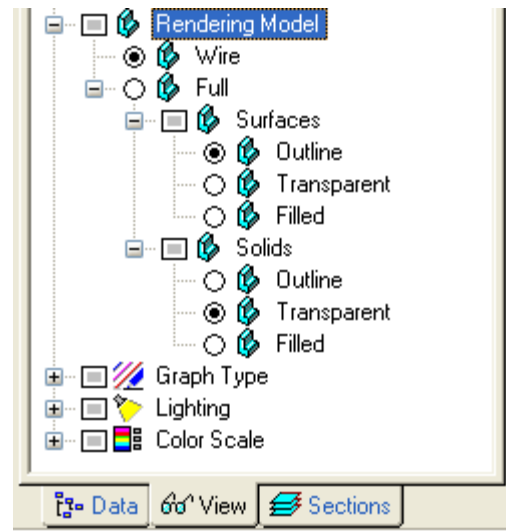 Rendering Model
Wire
Full
Surfaces
Outline
Transparent
Filled
Solids
Outline
Transparent
Filled
Graph Type
Lighting
Color Scale
Data View Sections